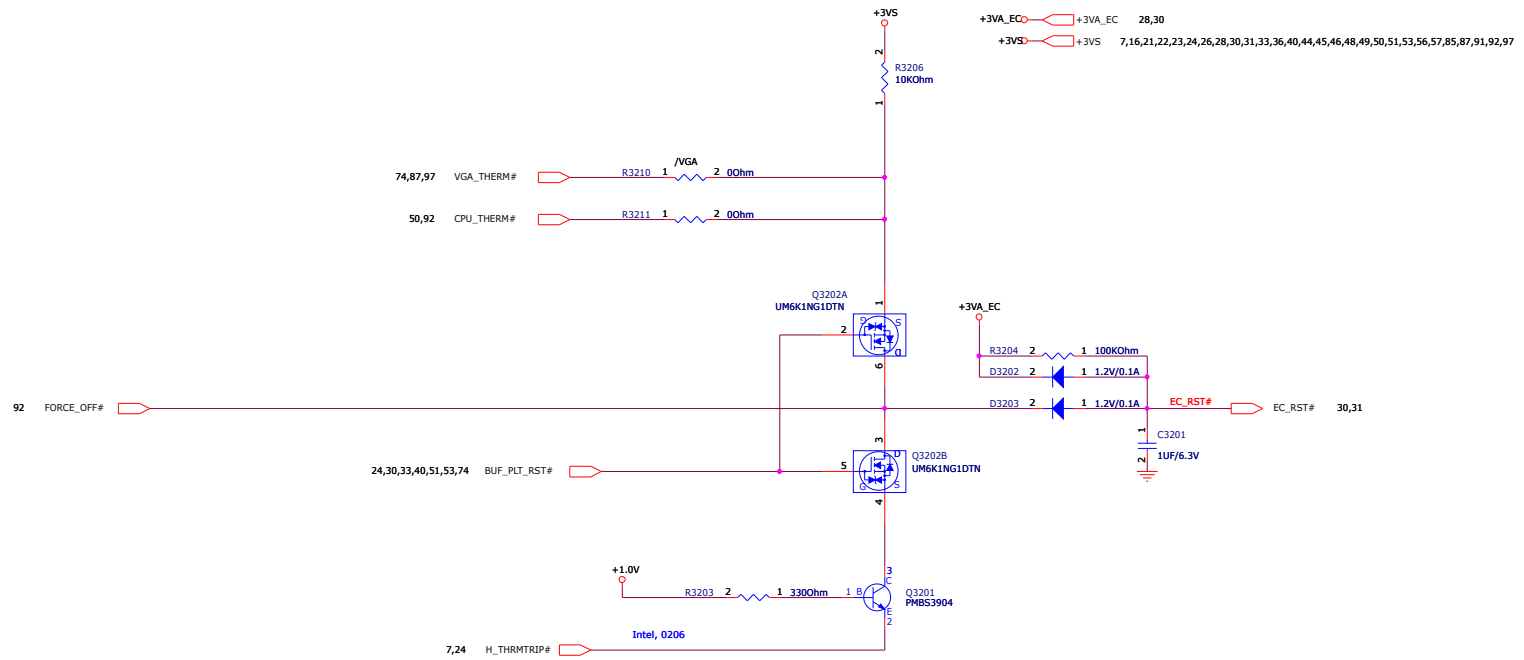 +3VS
+3VA_EC +3VA_EC 28,30
+3VS +3VS 7,16,21,22,23,24,26,28,30,31,33,36,40,44,45,46,48,49,50,51,53,56,57,85,87,91,92,97
2
R3206
10KOhm
1
/VGA
74,87,97 VGA_THERM# R3210 1 2 0Ohm
50,92 CPU_THERM# R3211 1 2 0Ohm
Q3202A
UM6K1NG1DTN
1
G S
2
D
6
+3VA_EC
R3204 2 1 100KOhm
D3202 2 1 1.2V/0.1A
92 FORCE_OFF# D3203 2 1 1.2V/0.1A EC_RST# EC_RST# 30,31
1
C3201
1UF/6.3V
2
3
Q3202B
UM6K1NG1DTN
D
24,30,33,40,51,53,74 BUF_PLT_RST# 5
G S
4
+1.0V
3
C
R3203 2 1 330Ohm 1 B
Q3201
PMBS3904
E
2
Intel, 0206
7,24 H_THRMTRIP#